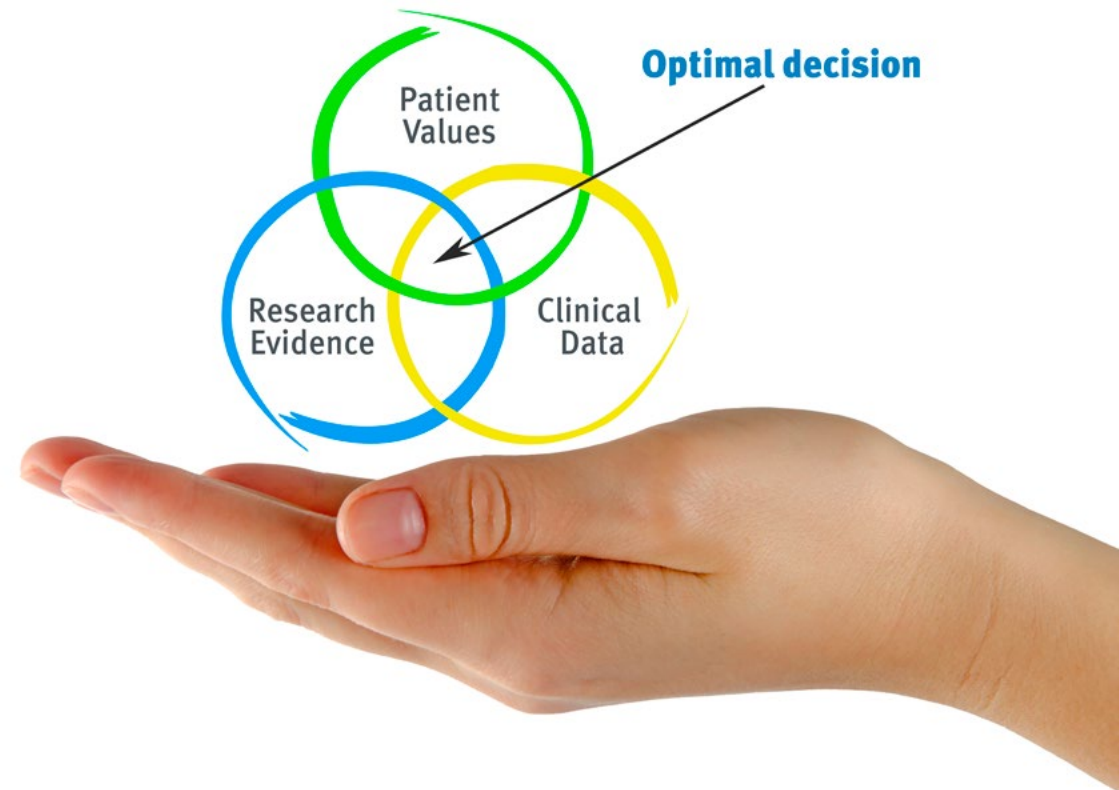 Optimal decision
Patient
Values
Research
Evidence
Clinical
Data